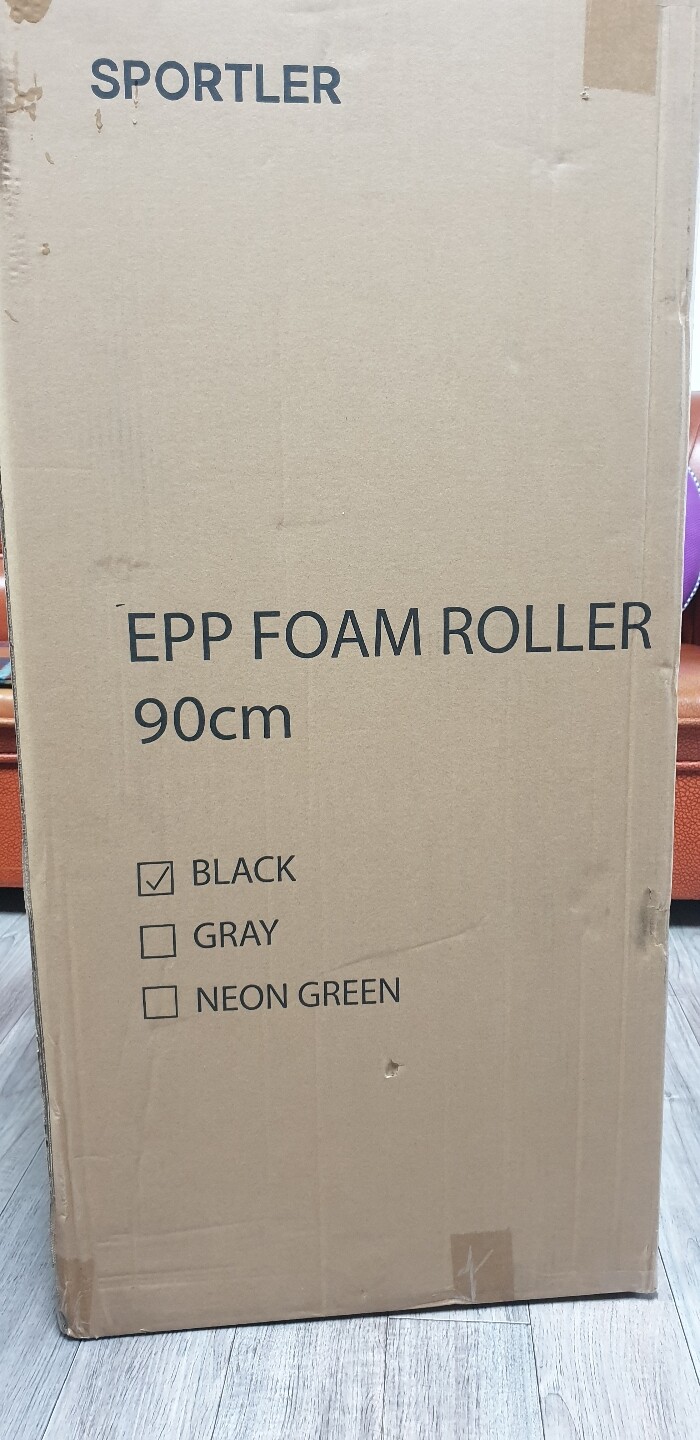 SPORTLER
EPP FOAM ROLLER
90cm
☑ BLACK
☐ GRAY
☐ NEON GREEN